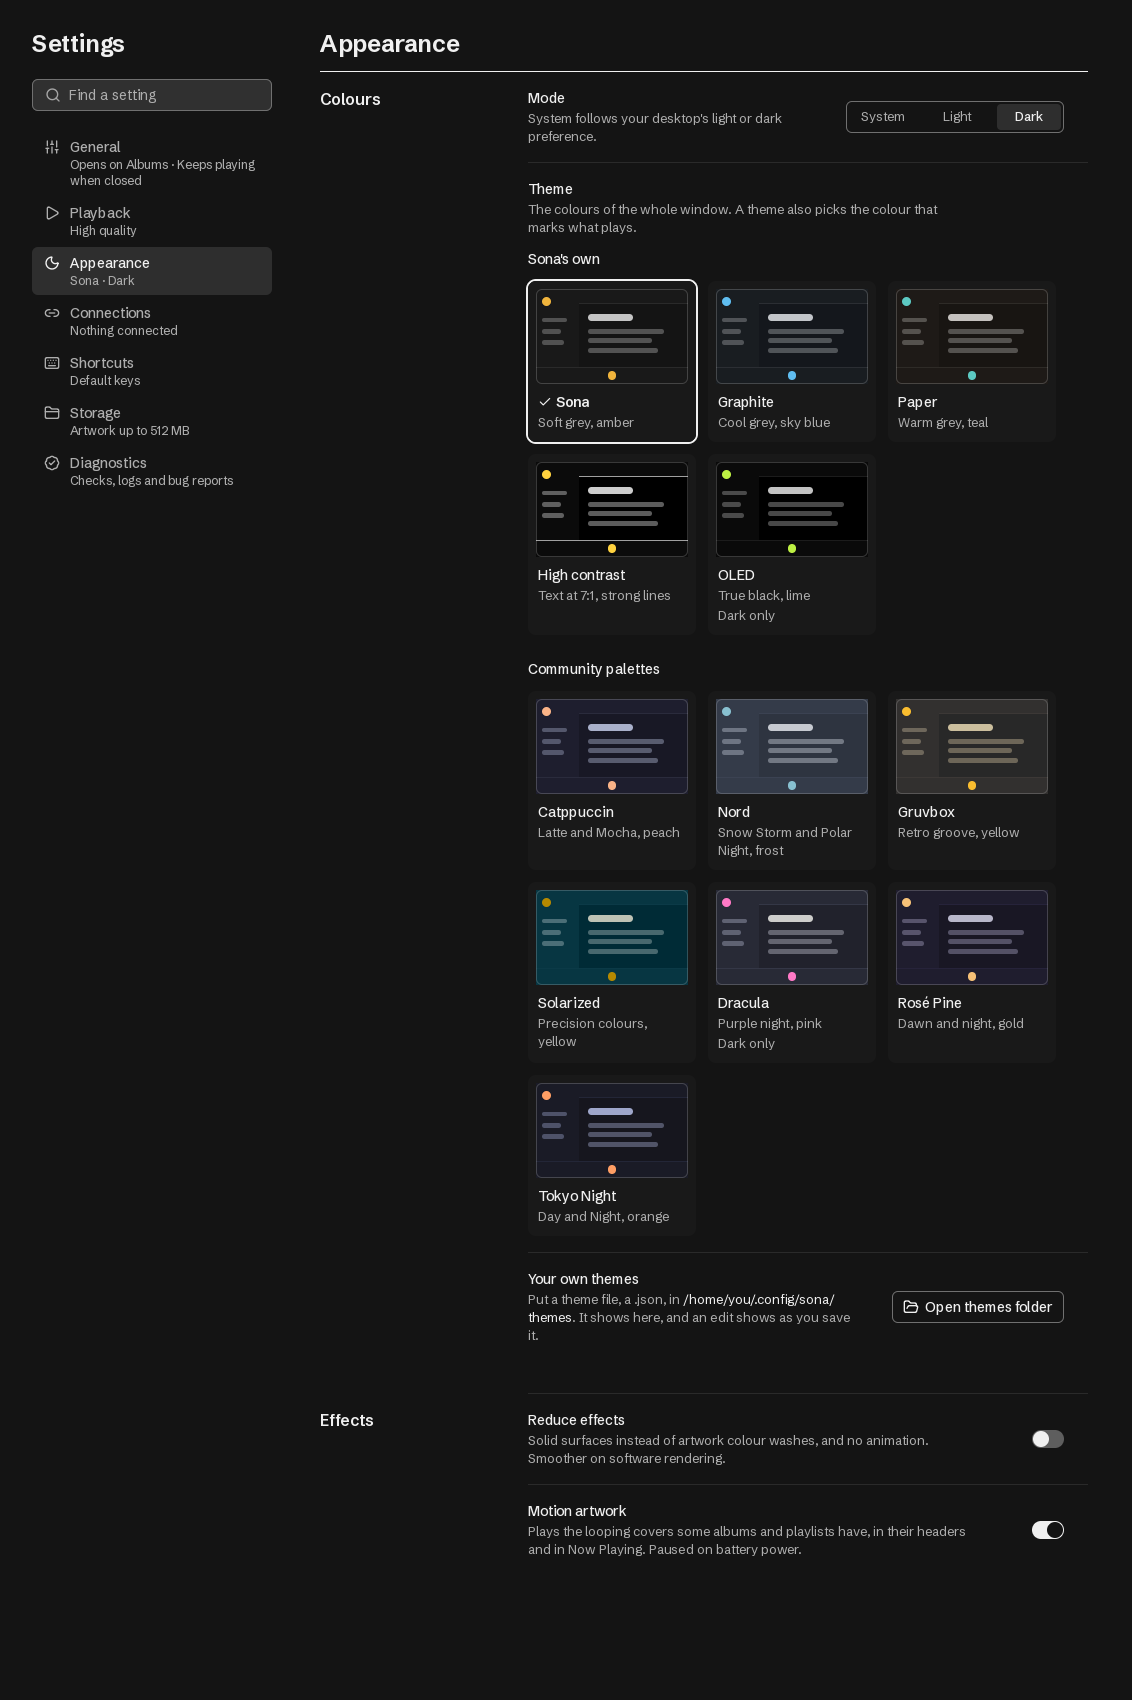 Settings
Find a setting
General
Opens on Albums · Keeps playing
when closed
Playback
High quality
Appearance
Sona · Dark
Connections
Nothing connected
Shortcuts
Default keys
Storage
Artwork up to 512 MB
Diagnostics
Checks, logs and bug reports
Appearance
Colours
Mode
System follows your desktop's light or dark
preference.
System
Light
Dark
Theme
The colours of the whole window. A theme also picks the colour that
marks what plays.
Sona's own
Sona
Soft grey, amber
Graphite
Cool grey, sky blue
Paper
Warm grey, teal
High contrast
Text at 7:1, strong lines
OLED
True black, lime
Dark only
Community palettes
Catppuccin
Latte and Mocha, peach
Nord
Snow Storm and Polar
Night, frost
Gruvbox
Retro groove, yellow
Solarized
Precision colours,
yellow
Dracula
Purple night, pink
Dark only
Rosé Pine
Dawn and night, gold
Tokyo Night
Day and Night, orange
Your own themes
Put a theme file, a .json, in /home/you/.config/sona/
themes. It shows here, and an edit shows as you save
it.
Open themes folder
Effects
Reduce effects
Solid surfaces instead of artwork colour washes, and no animation.
Smoother on software rendering.
Motion artwork
Plays the looping covers some albums and playlists have, in their headers
and in Now Playing. Paused on battery power.